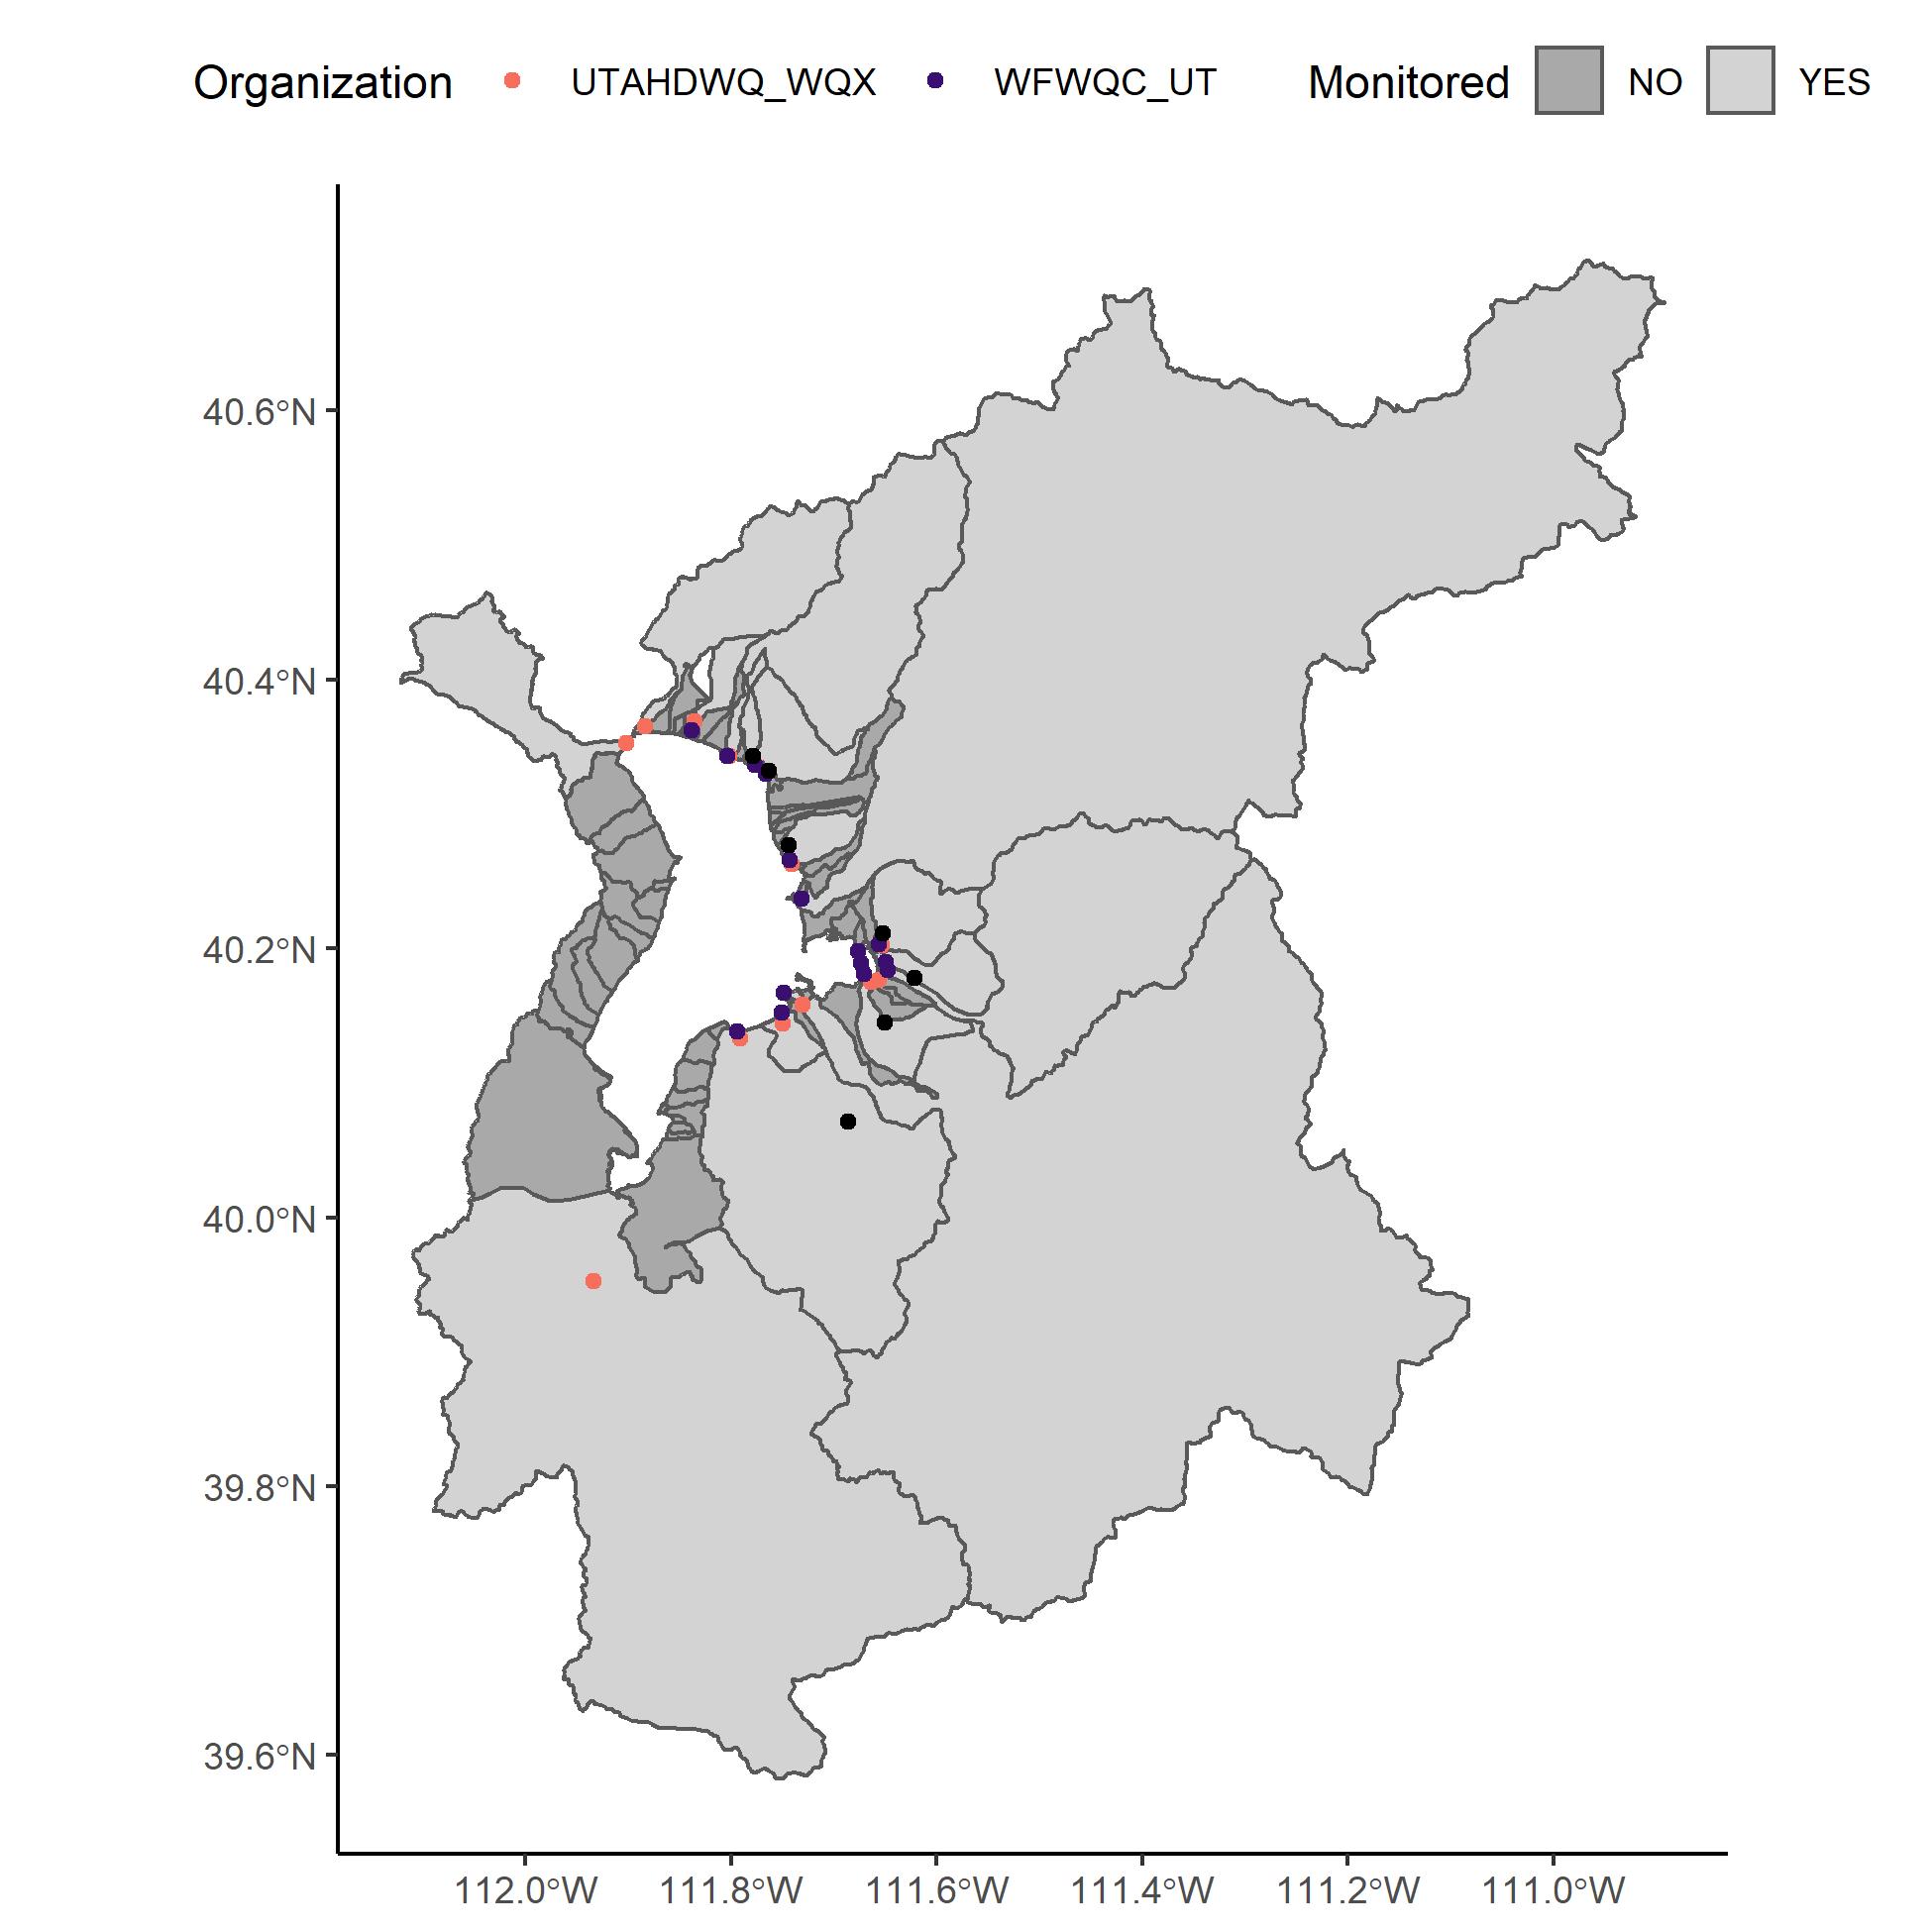 Organization UTAHDWQ_WQX WFWQC_UT Monitored NO YES
40.6°N
40.4°N
40.2°N
40.0°N
39.8°N
39.6°N
112.0°W 111.8°W 111.6°W 111.4°W 111.2°W 111.0°W